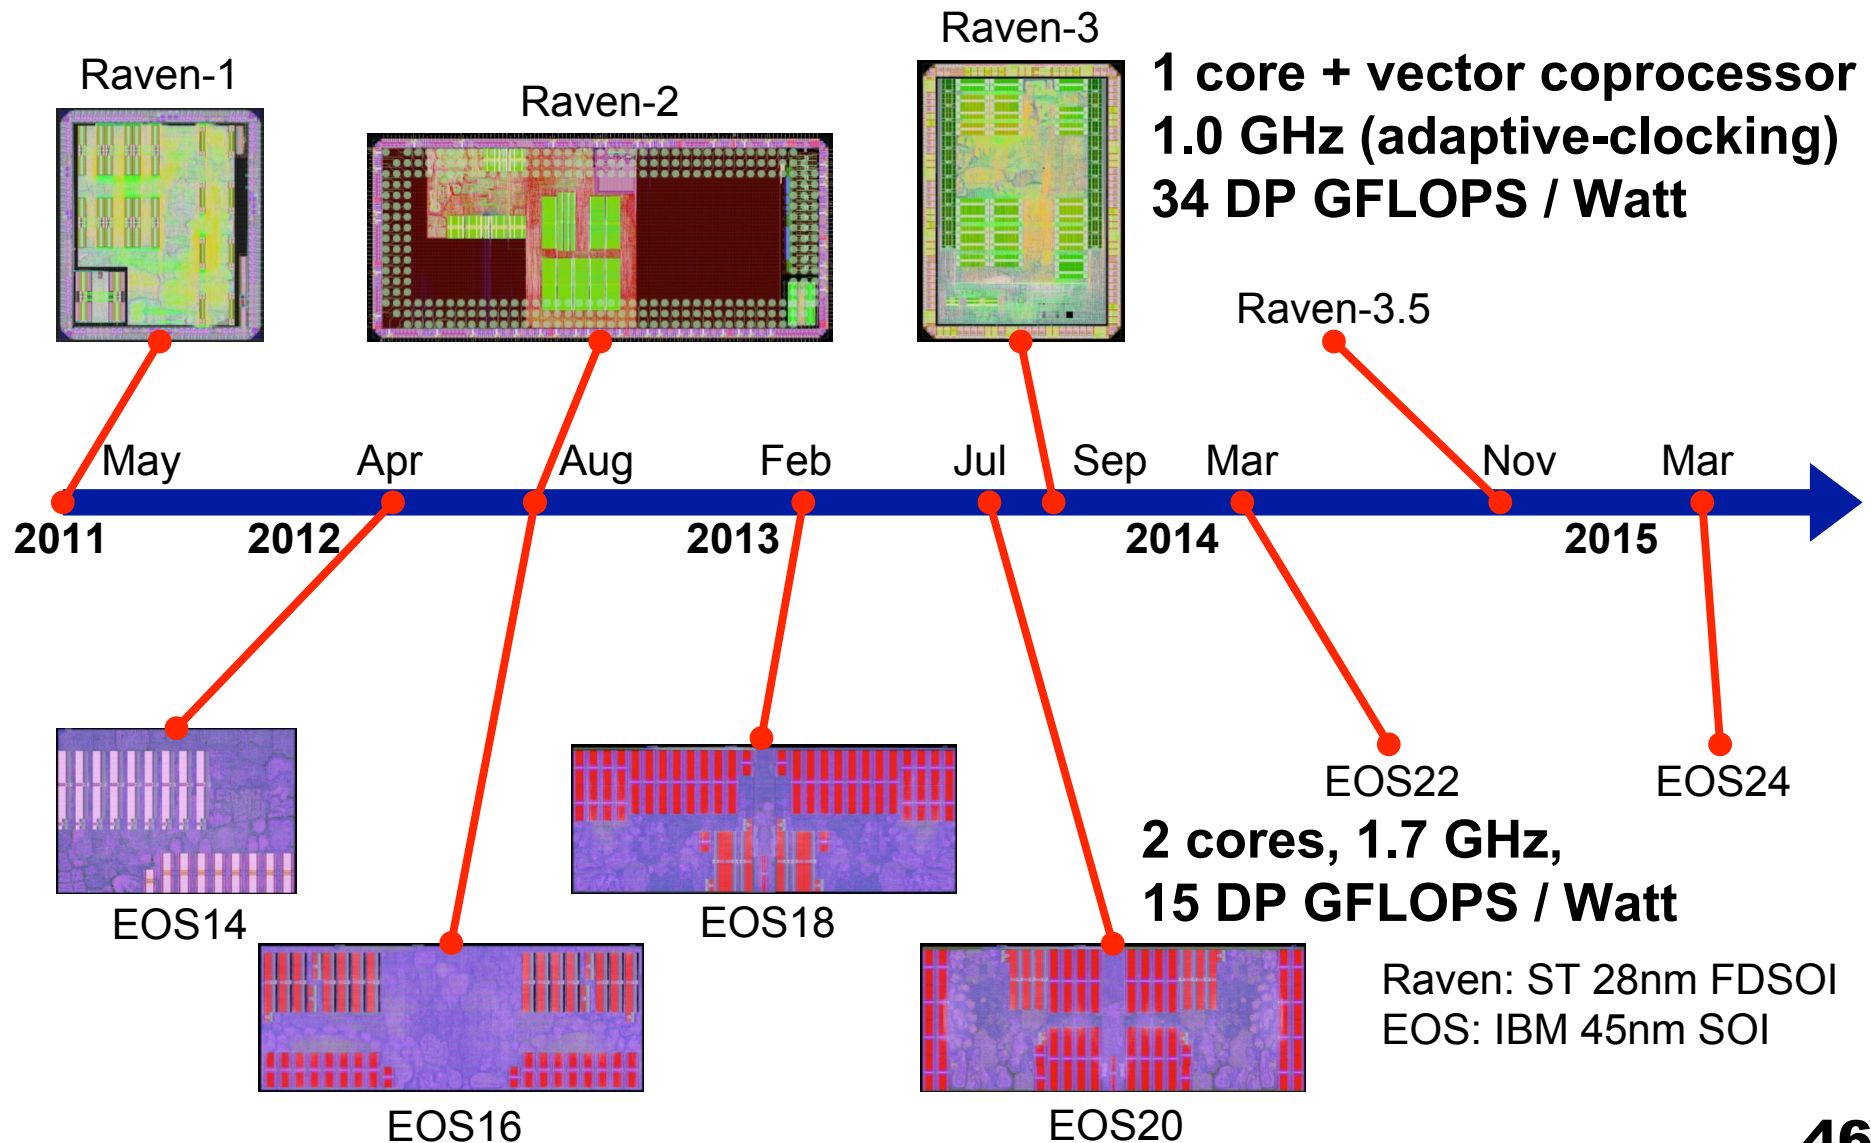 Raven-1
Raven-2
Raven-3
1 core + vector coprocessor
1.0 GHz (adaptive-clocking)
34 DP GFLOPS / Watt
Raven-3.5
May
Apr
Aug
Feb
Jul
Sep
Mar
Nov
Mar
2011
2012
2013
2014
2015
EOS22
EOS24
2 cores, 1.7 GHz,
15 DP GFLOPS / Watt
EOS14
EOS18
Raven: ST 28nm FDSOI
EOS: IBM 45nm SOI
EOS16
EOS20
46